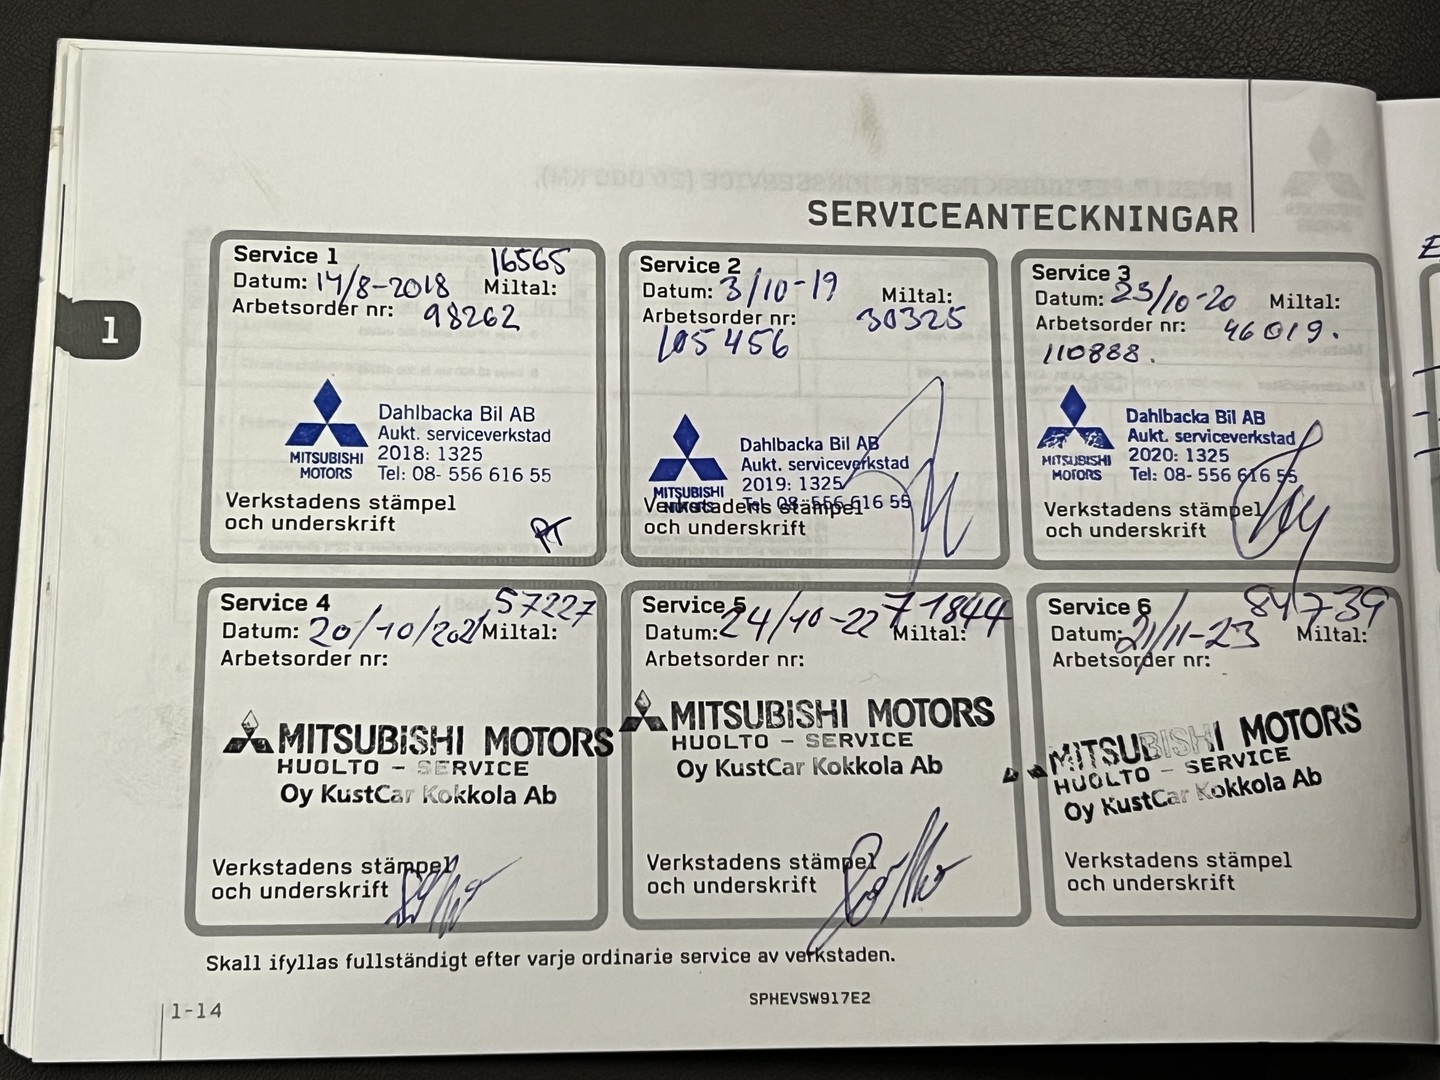 SERVICEANTECKNINGAR
1
Service 1 16565
Datum: 14/8-2018 Miltal:
Arbetsorder nr: 98262
MITSUBISHI
MOTORS
Dahlbacka Bil AB
Aukt. serviceverkstad
2018: 1325
Tel: 08- 556 616 55
Verkstadens stämpel
och underskrift
Service 2
Datum: 3/10-19 Miltal:
Arbetsorder nr: 30325
105456
MITSUBISHI
MOTORS
Dahlbacka Bil AB
Aukt. serviceverkstad
2019: 1325
Tel: 08- 556 616 55
Verkstadens stämpel
och underskrift
Service 3
Datum: 23/10-20 Miltal:
Arbetsorder nr: 46019.
110888.
MITSUBISHI
MOTORS
Dahlbacka Bil AB
Aukt. serviceverkstad
2020: 1325
Tel: 08- 556 616 55
Verkstadens stämpel
och underskrift
Service 4 57227
Datum: 20/10/2021 Miltal:
Arbetsorder nr:
MITSUBISHI MOTORS
HUOLTO - SERVICE
Oy KustCar Kokkola Ab
Verkstadens stämpel
och underskrift
Service 5 71844
Datum: 24/10-22 Miltal:
Arbetsorder nr:
MITSUBISHI MOTORS
HUOLTO - SERVICE
Oy KustCar Kokkola Ab
Verkstadens stämpel
och underskrift
Service 6 84739
Datum: 21/11-23 Miltal:
Arbetsorder nr:
MITSUBISHI MOTORS
HUOLTO - SERVICE
Oy KustCar Kokkola Ab
Verkstadens stämpel
och underskrift
Skall ifyllas fullständigt efter varje ordinarie service av verkstaden.
1-14
SPHEVSW917E2